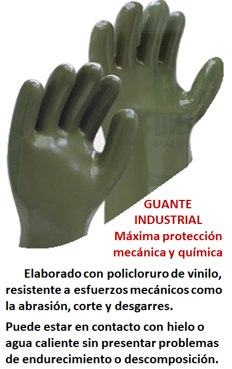 GUANTE
INDUSTRIAL
Máxima protección
mecánica y química
Elaborado con policloruro de vinilo,
resistente a esfuerzos mecánicos como
la abrasión, corte y desgarres.
Puede estar en contacto con hielo o
agua caliente sin presentar problemas
de endurecimiento o descomposición.